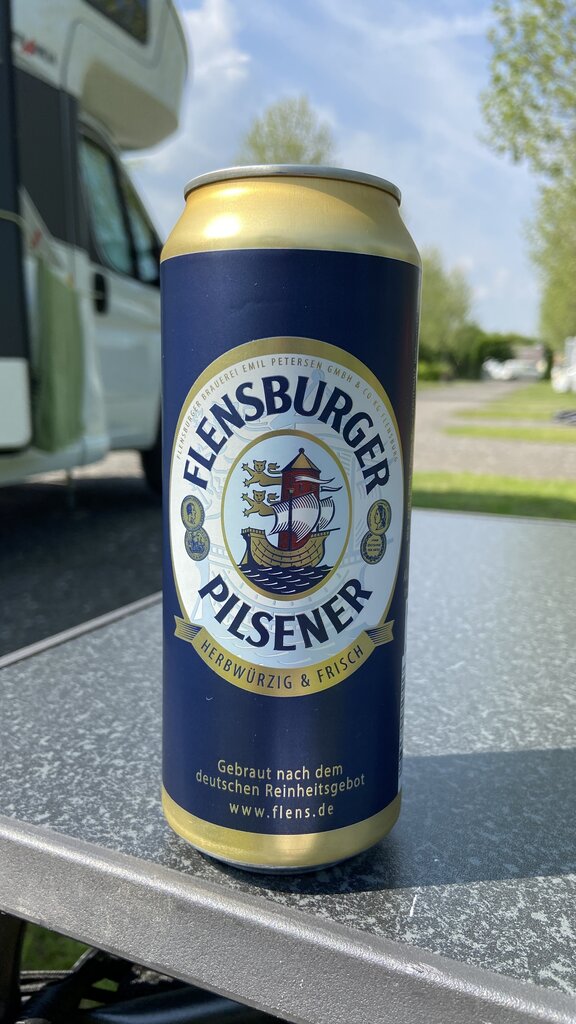 FLENSBURGER BRAUEREI EMIL PETERSEN GMBH & CO KG FLENSBURG
FLENSBURGER
PILSENER
HERBWÜRZIG & FRISCH
Gebraut nach dem
deutschen Reinheitsgebot
www.flens.de